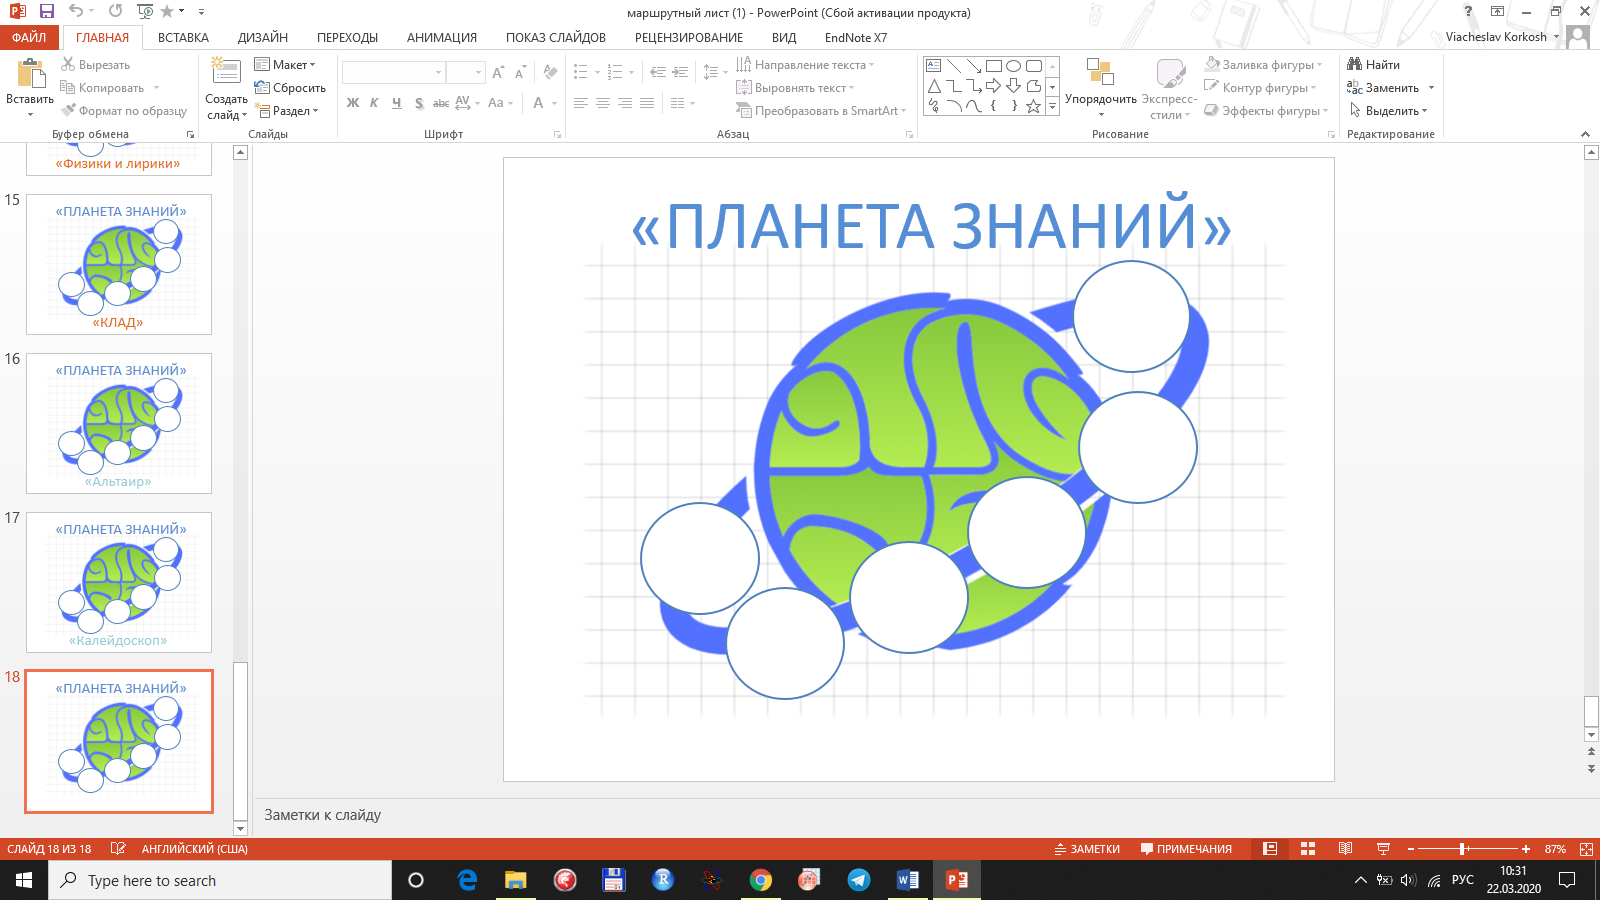 маршрутный лист (1) - PowerPoint (Сбой активации продукта)
ФАЙЛ ГЛАВНАЯ ВСТАВКА ДИЗАЙН ПЕРЕХОДЫ АНИМАЦИЯ ПОКАЗ СЛАЙДОВ РЕЦЕНЗИРОВАНИЕ ВИД EndNote X7 Viacheslav Korkosh
Вставить
Вырезать
Копировать
Формат по образцу
Буфер обмена
Создать слайд
Макет
Сбросить
Раздел
Слайды
Ж К Ч S abc AV Aa A
Шрифт
Направление текста
Выровнять текст
Преобразовать в SmartArt
Абзац
Упорядочить
Экспресс-стили
Заливка фигуры
Контур фигуры
Эффекты фигуры
Рисование
Найти
Заменить
Выделить
Редактирование
«Физики и лирики»
15
«ПЛАНЕТА ЗНАНИЙ»
«КЛАД»
16
«ПЛАНЕТА ЗНАНИЙ»
«Альтаир»
17
«ПЛАНЕТА ЗНАНИЙ»
«Калейдоскоп»
18
«ПЛАНЕТА ЗНАНИЙ»
«ПЛАНЕТА ЗНАНИЙ»
Заметки к слайду
СЛАЙД 18 ИЗ 18 АНГЛИЙСКИЙ (США) ЗАМЕТКИ ПРИМЕЧАНИЯ 87%
Type here to search
РУС
10:31
22.03.2020